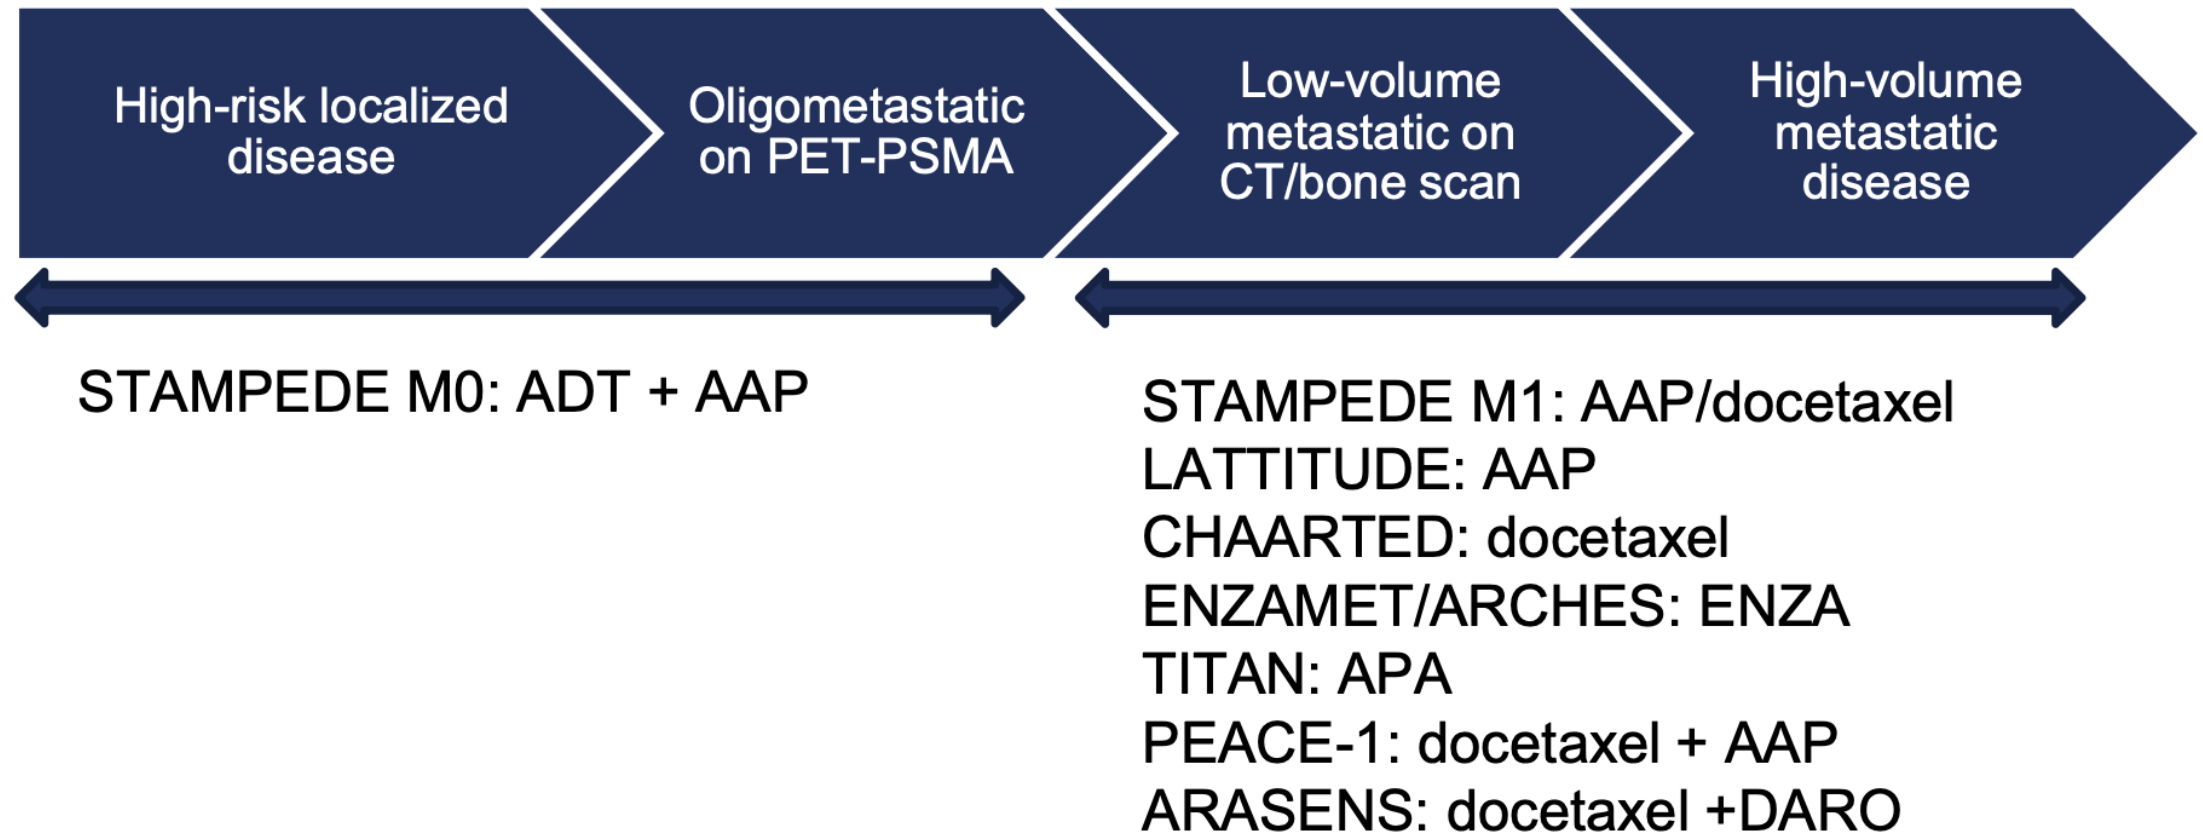 High-risk localized
disease
Oligometastatic
on PET-PSMA
Low-volume
metastatic on
CT/bone scan
High-volume
metastatic
disease
STAMPEDE M0: ADT + AAP
STAMPEDE M1: AAP/docetaxel
LATTITUDE: AAP
CHAARTED: docetaxel
ENZAMET/ARCHES: ENZA
TITAN: APA
PEACE-1: docetaxel + AAP
ARASENS: docetaxel +DARO